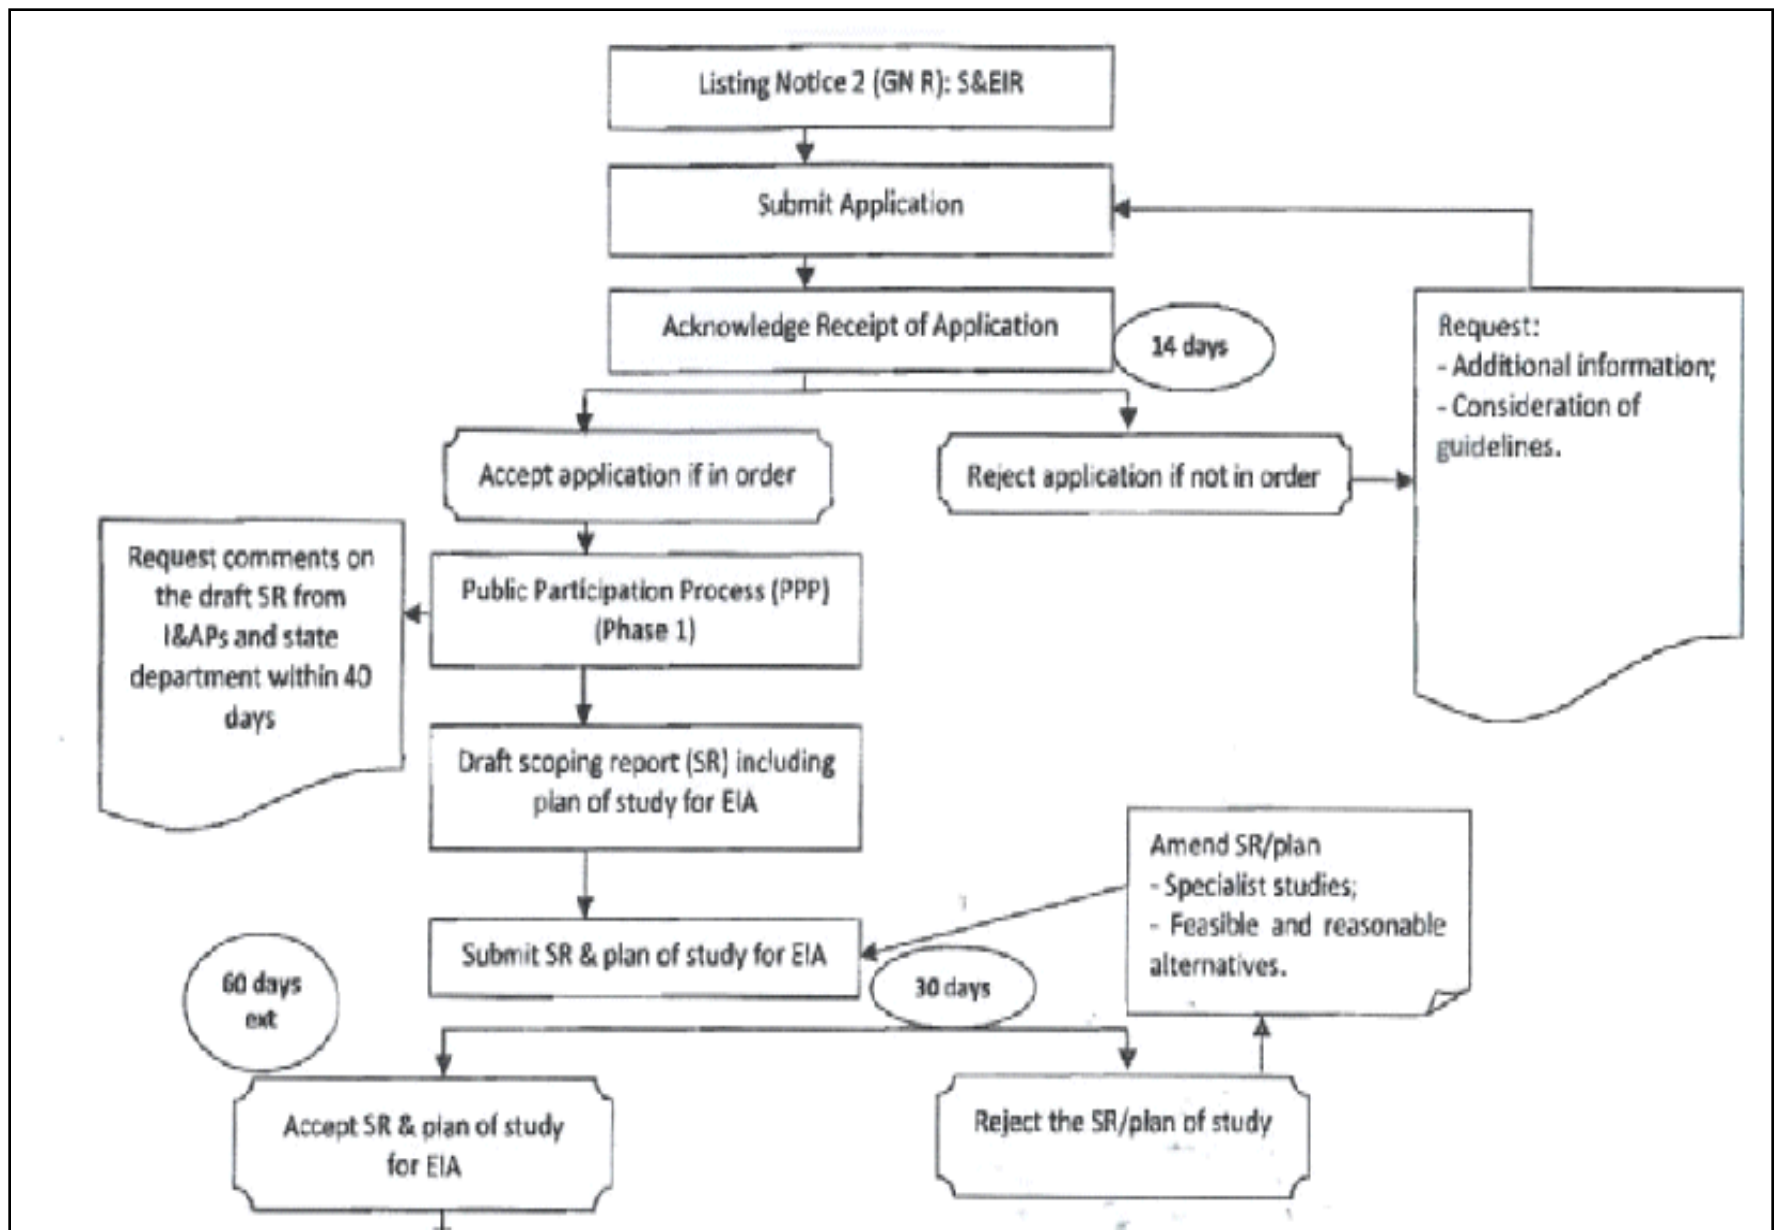 Listing Notice 2 (GN R): S&EIR
Submit Application
Acknowledge Receipt of Application
14 days
Request:
- Additional information;
- Consideration of
guidelines.
Accept application if in order
Reject application if not in order
Request comments on
the draft SR from
I&APs and state
department within 40
days
Public Participation Process (PPP)
(Phase 1)
Draft scoping report (SR) including
plan of study for EIA
Amend SR/plan
- Specialist studies;
- Feasible and reasonable
alternatives.
Submit SR & plan of study for EIA
60 days
ext
30 days
Accept SR & plan of study
for EIA
Reject the SR/plan of study